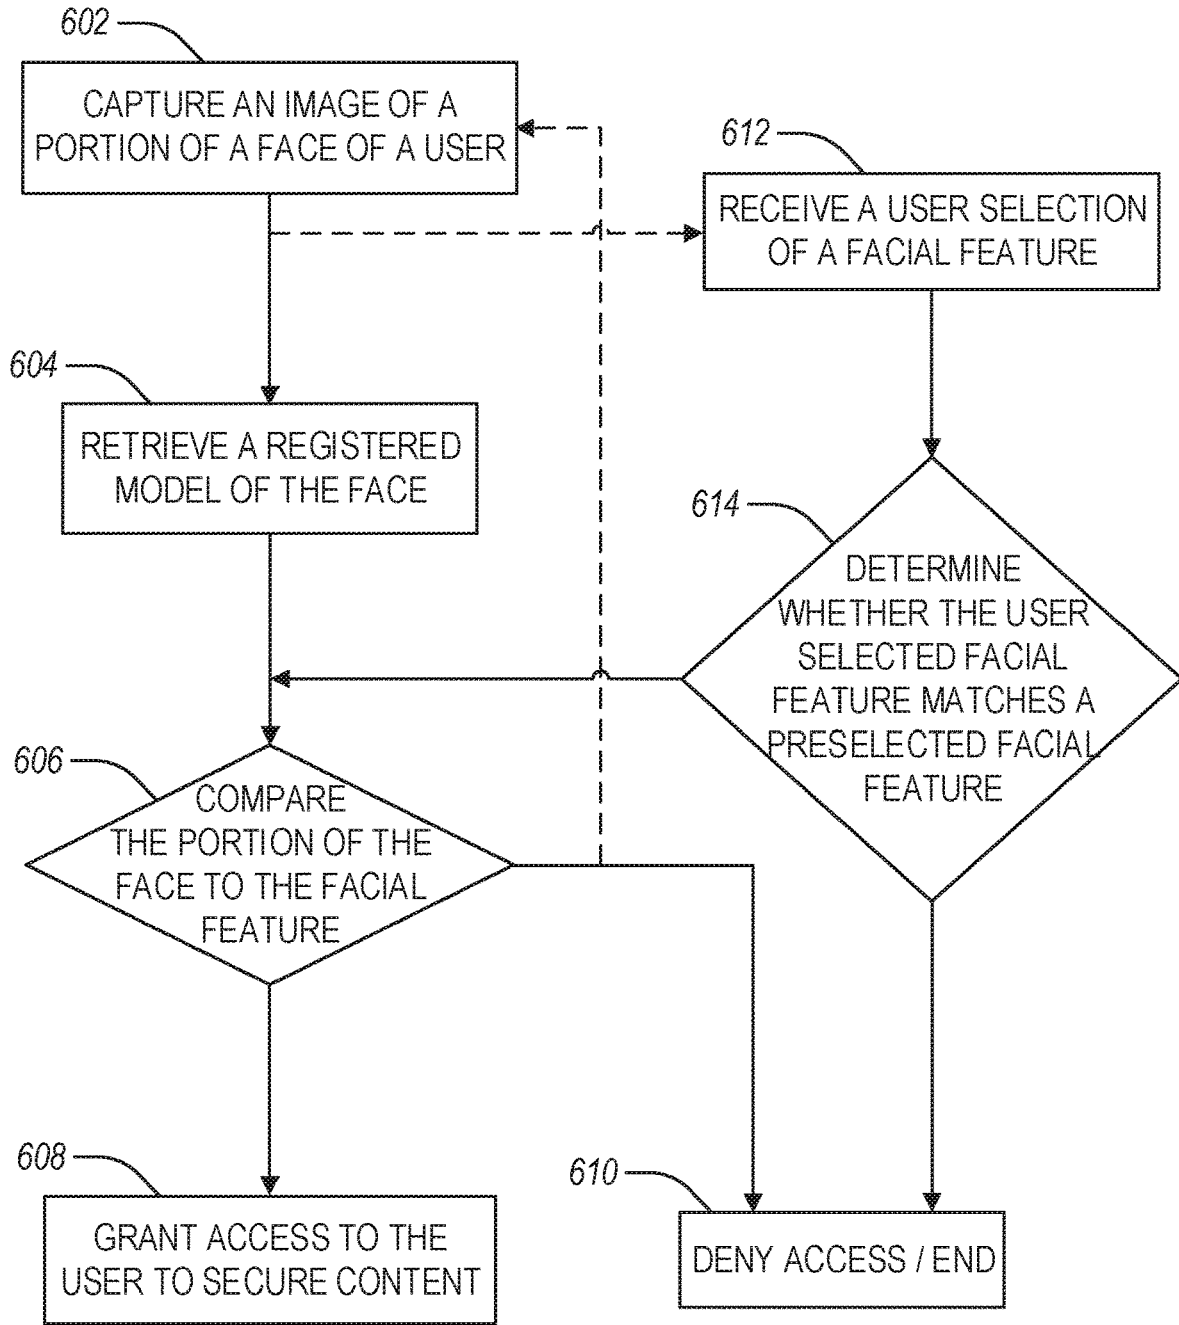 602
CAPTURE AN IMAGE OF A
PORTION OF A FACE OF A USER
612
RECEIVE A USER SELECTION
OF A FACIAL FEATURE
604
RETRIEVE A REGISTERED
MODEL OF THE FACE
614
DETERMINE
WHETHER THE USER
SELECTED FACIAL
FEATURE MATCHES A
PRESELECTED FACIAL
FEATURE
606
COMPARE
THE PORTION OF THE
FACE TO THE FACIAL
FEATURE
608
GRANT ACCESS TO THE
USER TO SECURE CONTENT
610
DENY ACCESS / END